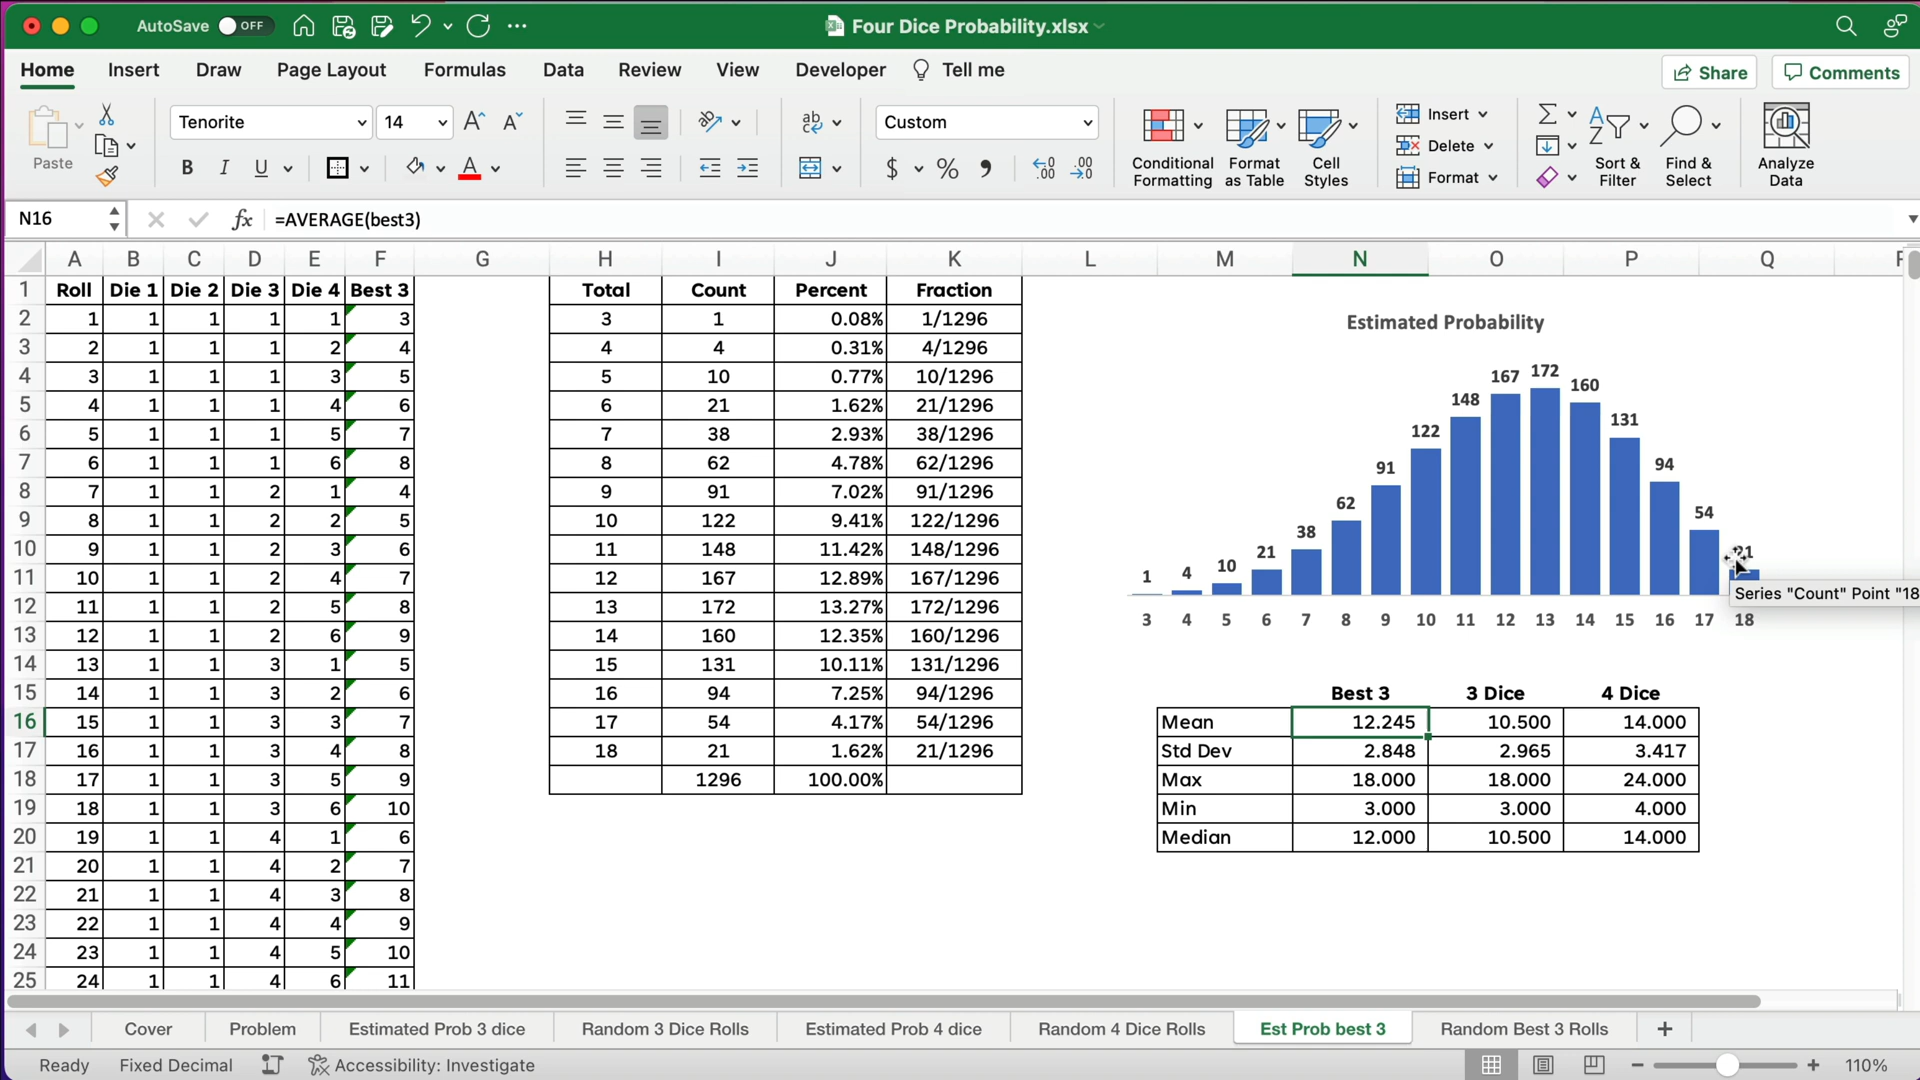 AutoSave OFF
Four Dice Probability.xlsx
Home Insert Draw Page Layout Formulas Data Review View Developer Tell me
Share Comments
Paste
Tenorite 14
B I U A
ab
Custom
$ % 9
Conditional Formatting
Format as Table
Cell Styles
Insert
Delete
Format
Sort & Filter
Find & Select
Analyze Data
N16 fx =AVERAGE(best3)
A B C D E F G H I J K L M N O P Q
1 Roll Die 1 Die 2 Die 3 Die 4 Best 3
2 1 1 1 1 1 3
3 2 1 1 1 2 4
4 3 1 1 1 3 5
5 4 1 1 1 4 6
6 5 1 1 1 5 7
7 6 1 1 1 6 8
8 7 1 1 2 1 4
9 8 1 1 2 2 5
10 9 1 1 2 3 6
11 10 1 1 2 4 7
12 11 1 1 2 5 8
13 12 1 1 2 6 9
14 13 1 1 3 1 5
15 14 1 1 3 2 6
16 15 1 1 3 3 7
17 16 1 1 3 4 8
18 17 1 1 3 5 9
19 18 1 1 3 6 10
20 19 1 1 4 1 6
21 20 1 1 4 2 7
22 21 1 1 4 3 8
23 22 1 1 4 4 9
24 23 1 1 4 5 10
25 24 1 1 4 6 11
Total Count Percent Fraction
3 1 0.08% 1/1296
4 4 0.31% 4/1296
5 10 0.77% 10/1296
6 21 1.62% 21/1296
7 38 2.93% 38/1296
8 62 4.78% 62/1296
9 91 7.02% 91/1296
10 122 9.41% 122/1296
11 148 11.42% 148/1296
12 167 12.89% 167/1296
13 172 13.27% 172/1296
14 160 12.35% 160/1296
15 131 10.11% 131/1296
16 94 7.25% 94/1296
17 54 4.17% 54/1296
18 21 1.62% 21/1296
1296 100.00%
Estimated Probability
1 4 10 21 38 62 91 122 148 167 172 160 131 94 54 21
Series "Count" Point "18
3 4 5 6 7 8 9 10 11 12 13 14 15 16 17 18
Best 3 3 Dice 4 Dice
Mean 12.245 10.500 14.000
Std Dev 2.848 2.965 3.417
Max 18.000 18.000 24.000
Min 3.000 3.000 4.000
Median 12.000 10.500 14.000
Cover Problem Estimated Prob 3 dice Random 3 Dice Rolls Estimated Prob 4 dice Random 4 Dice Rolls Est Prob best 3 Random Best 3 Rolls +
Ready Fixed Decimal Accessibility: Investigate 110%